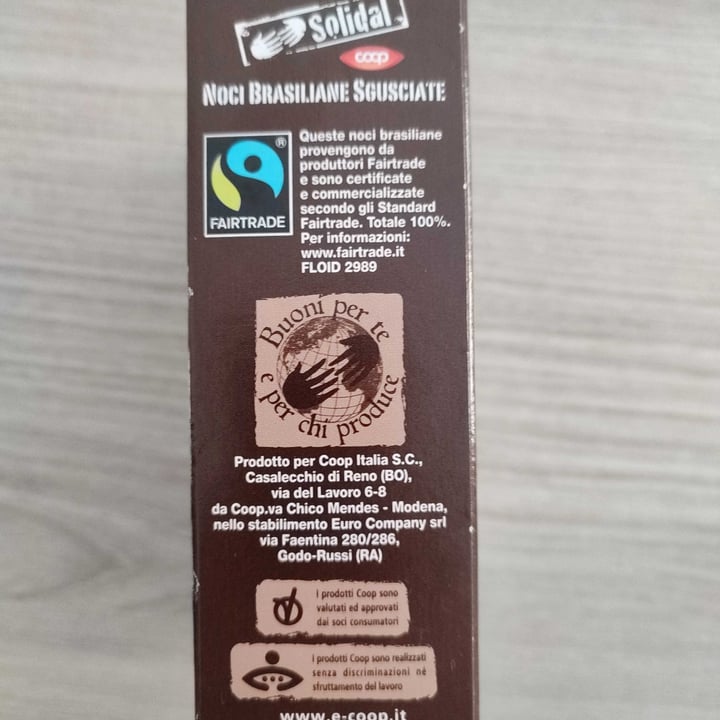 Solidal
coop
NOCI BRASILIANE SGUSCIATE
Queste noci brasiliane
provengono da
produttori Fairtrade
e sono certificate
e commercializzate
secondo gli Standard
Fairtrade. Totale 100%.
Per informazioni:
www.fairtrade.it
FLOID 2989
®
FAIRTRADE
Buoni per te
e per chi produce
Prodotto per Coop Italia S.C.,
Casalecchio di Reno (BO),
via del Lavoro 6-8
da Coop.va Chico Mendes - Modena,
nello stabilimento Euro Company srl
via Faentina 280/286,
Godo-Russi (RA)
I prodotti Coop sono
valutati ed approvati
dai soci consumatori
I prodotti Coop sono realizzati
senza discriminazioni nè
sfruttamento del lavoro
www.e-coop.it